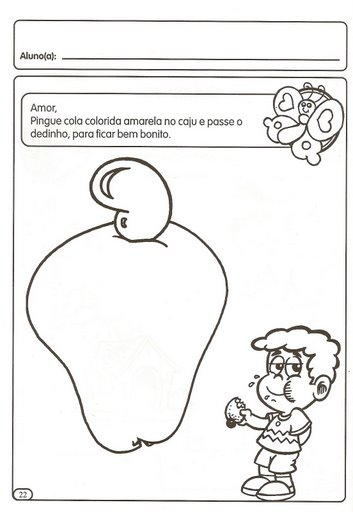 Aluno(a):
Amor,
Pingue cola colorida amarela no caju e passe o
dedinho, para ficar bem bonito.
22